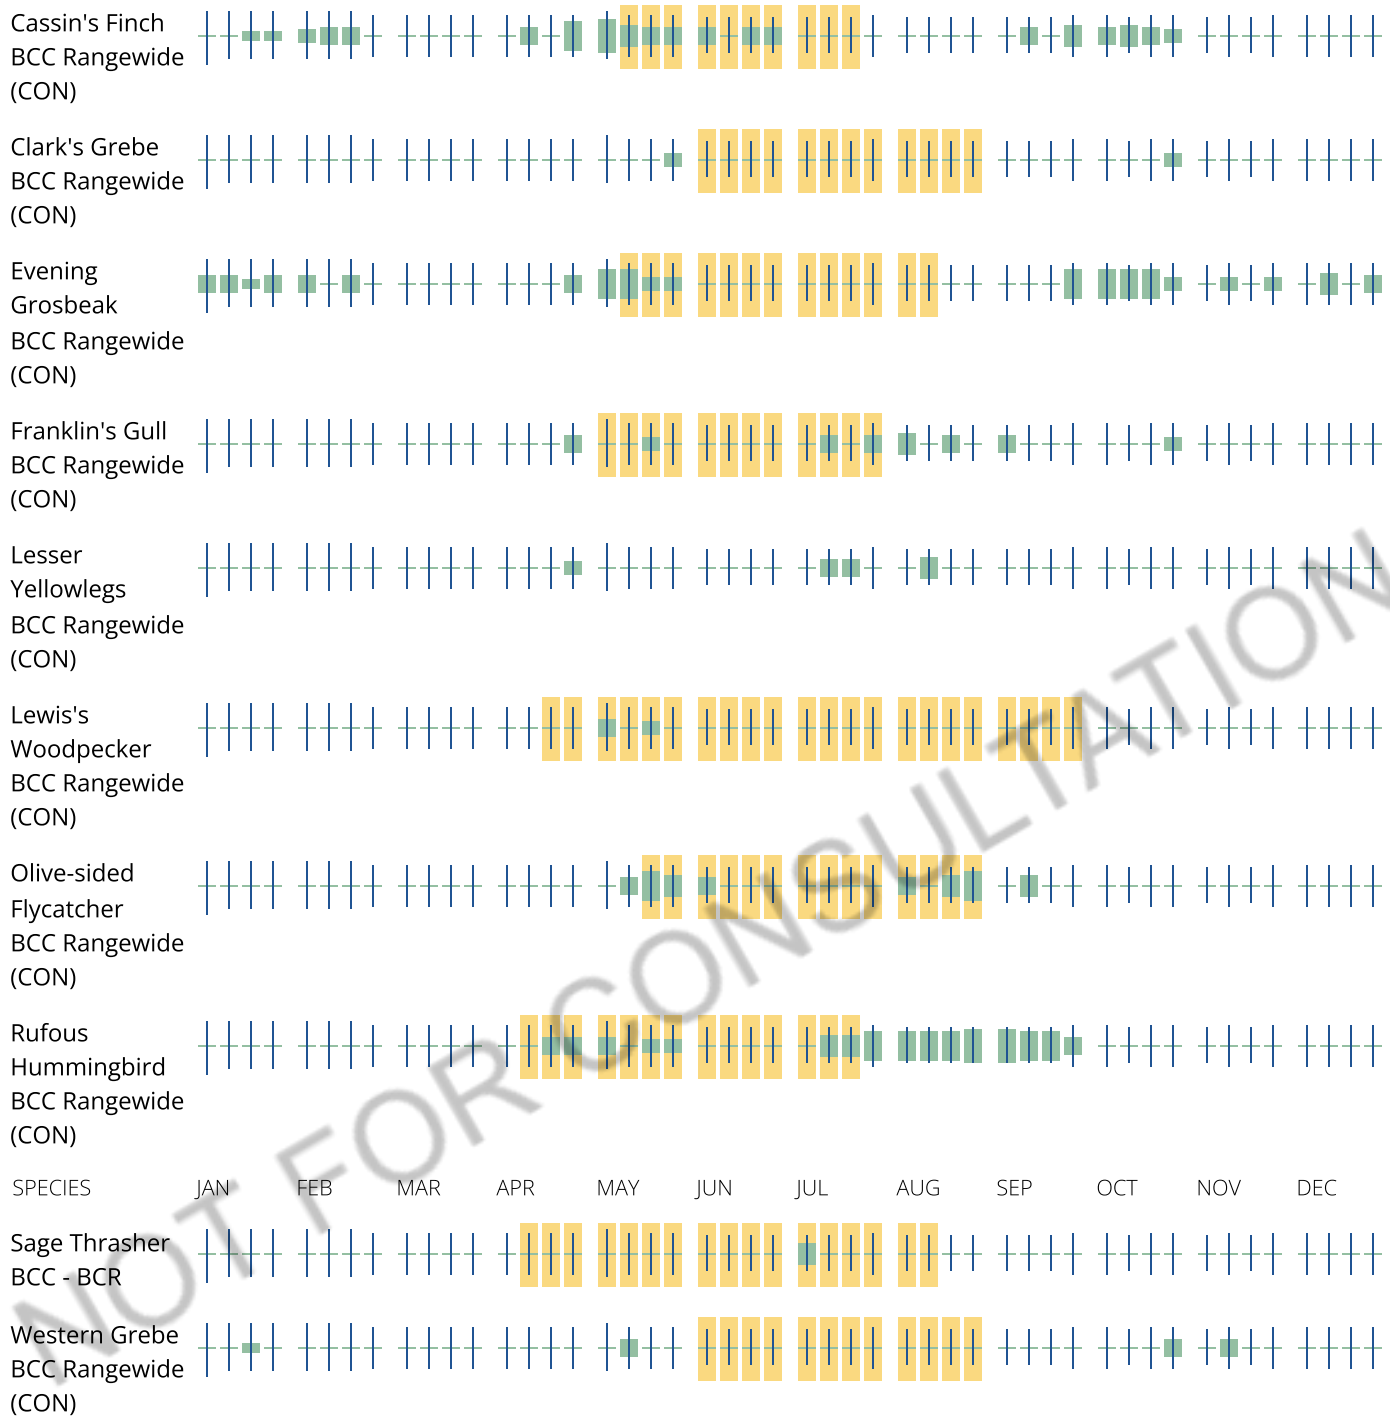 Cassin's Finch
BCC Rangewide
(CON)
Clark's Grebe
BCC Rangewide
(CON)
Evening
Grosbeak
BCC Rangewide
(CON)
Franklin's Gull
BCC Rangewide
(CON)
Lesser
Yellowlegs
BCC Rangewide
(CON)
Lewis's
Woodpecker
BCC Rangewide
(CON)
Olive-sided
Flycatcher
BCC Rangewide
(CON)
Rufous
Hummingbird
BCC Rangewide
(CON)
SPECIES JAN FEB MAR APR MAY JUN JUL AUG SEP OCT NOV DEC
Sage Thrasher
BCC - BCR
Western Grebe
BCC Rangewide
(CON)
NOT FOR CONSULTATION